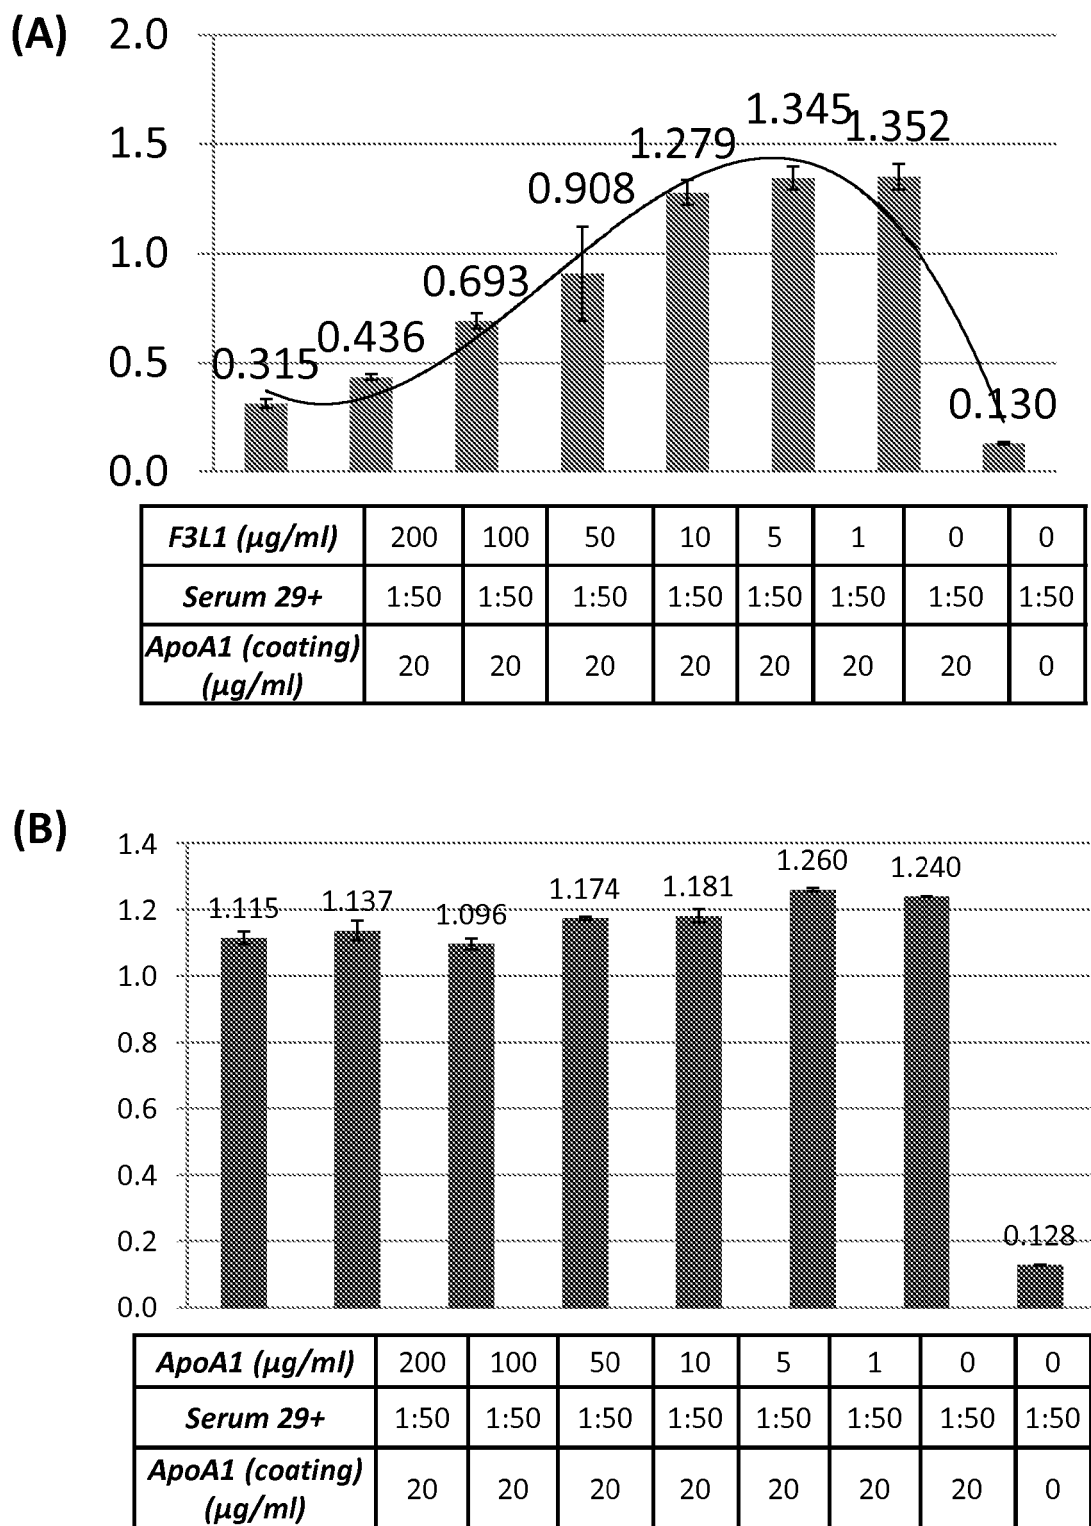 (A)
2.0
1.5
1.0
0.5
0.0
0.315
0.436
0.693
0.908
1.279
1.345
1.352
0.130
F3L1 (µg/ml) 200 100 50 10 5 1 0 0
Serum 29+ 1:50 1:50 1:50 1:50 1:50 1:50 1:50 1:50
ApoA1 (coating)
(µg/ml) 20 20 20 20 20 20 20 0
(B)
1.4
1.2
1.0
0.8
0.6
0.4
0.2
0.0
1.115
1.137
1.096
1.174
1.181
1.260
1.240
0.128
ApoA1 (µg/ml) 200 100 50 10 5 1 0 0
Serum 29+ 1:50 1:50 1:50 1:50 1:50 1:50 1:50 1:50
ApoA1 (coating)
(µg/ml) 20 20 20 20 20 20 20 0